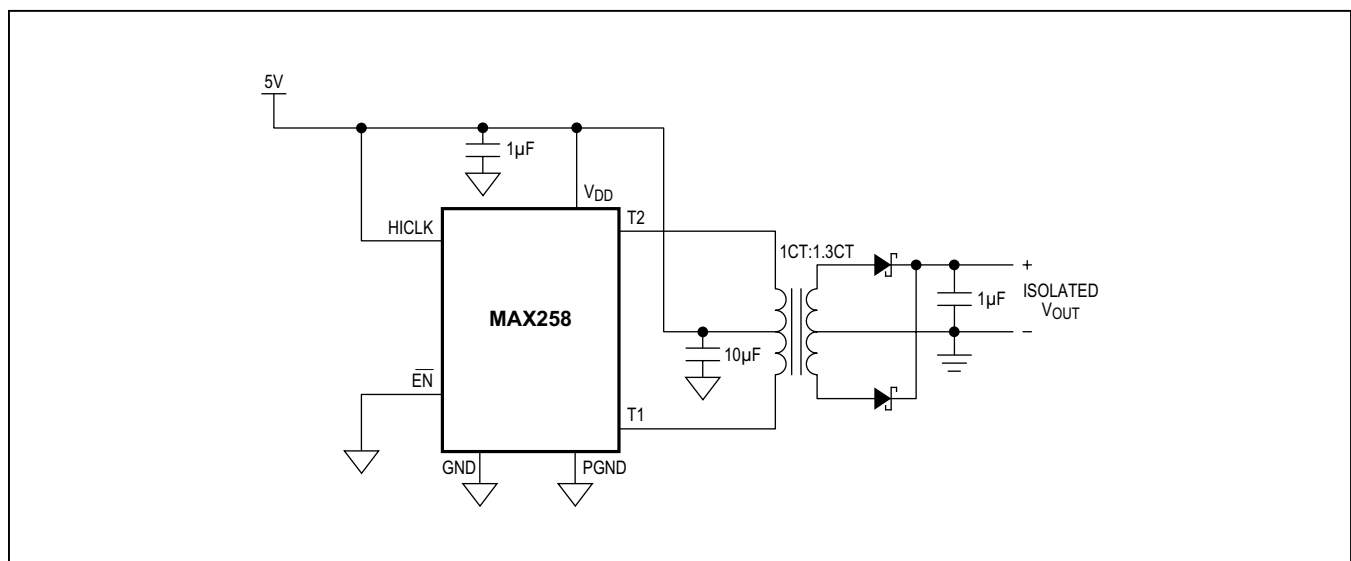 5V
1µF
VDD
HICLK
T2
1CT:1.3CT
+
1µF
ISOLATED
VOUT
−
MAX258
10µF
EN
T1
GND
PGND